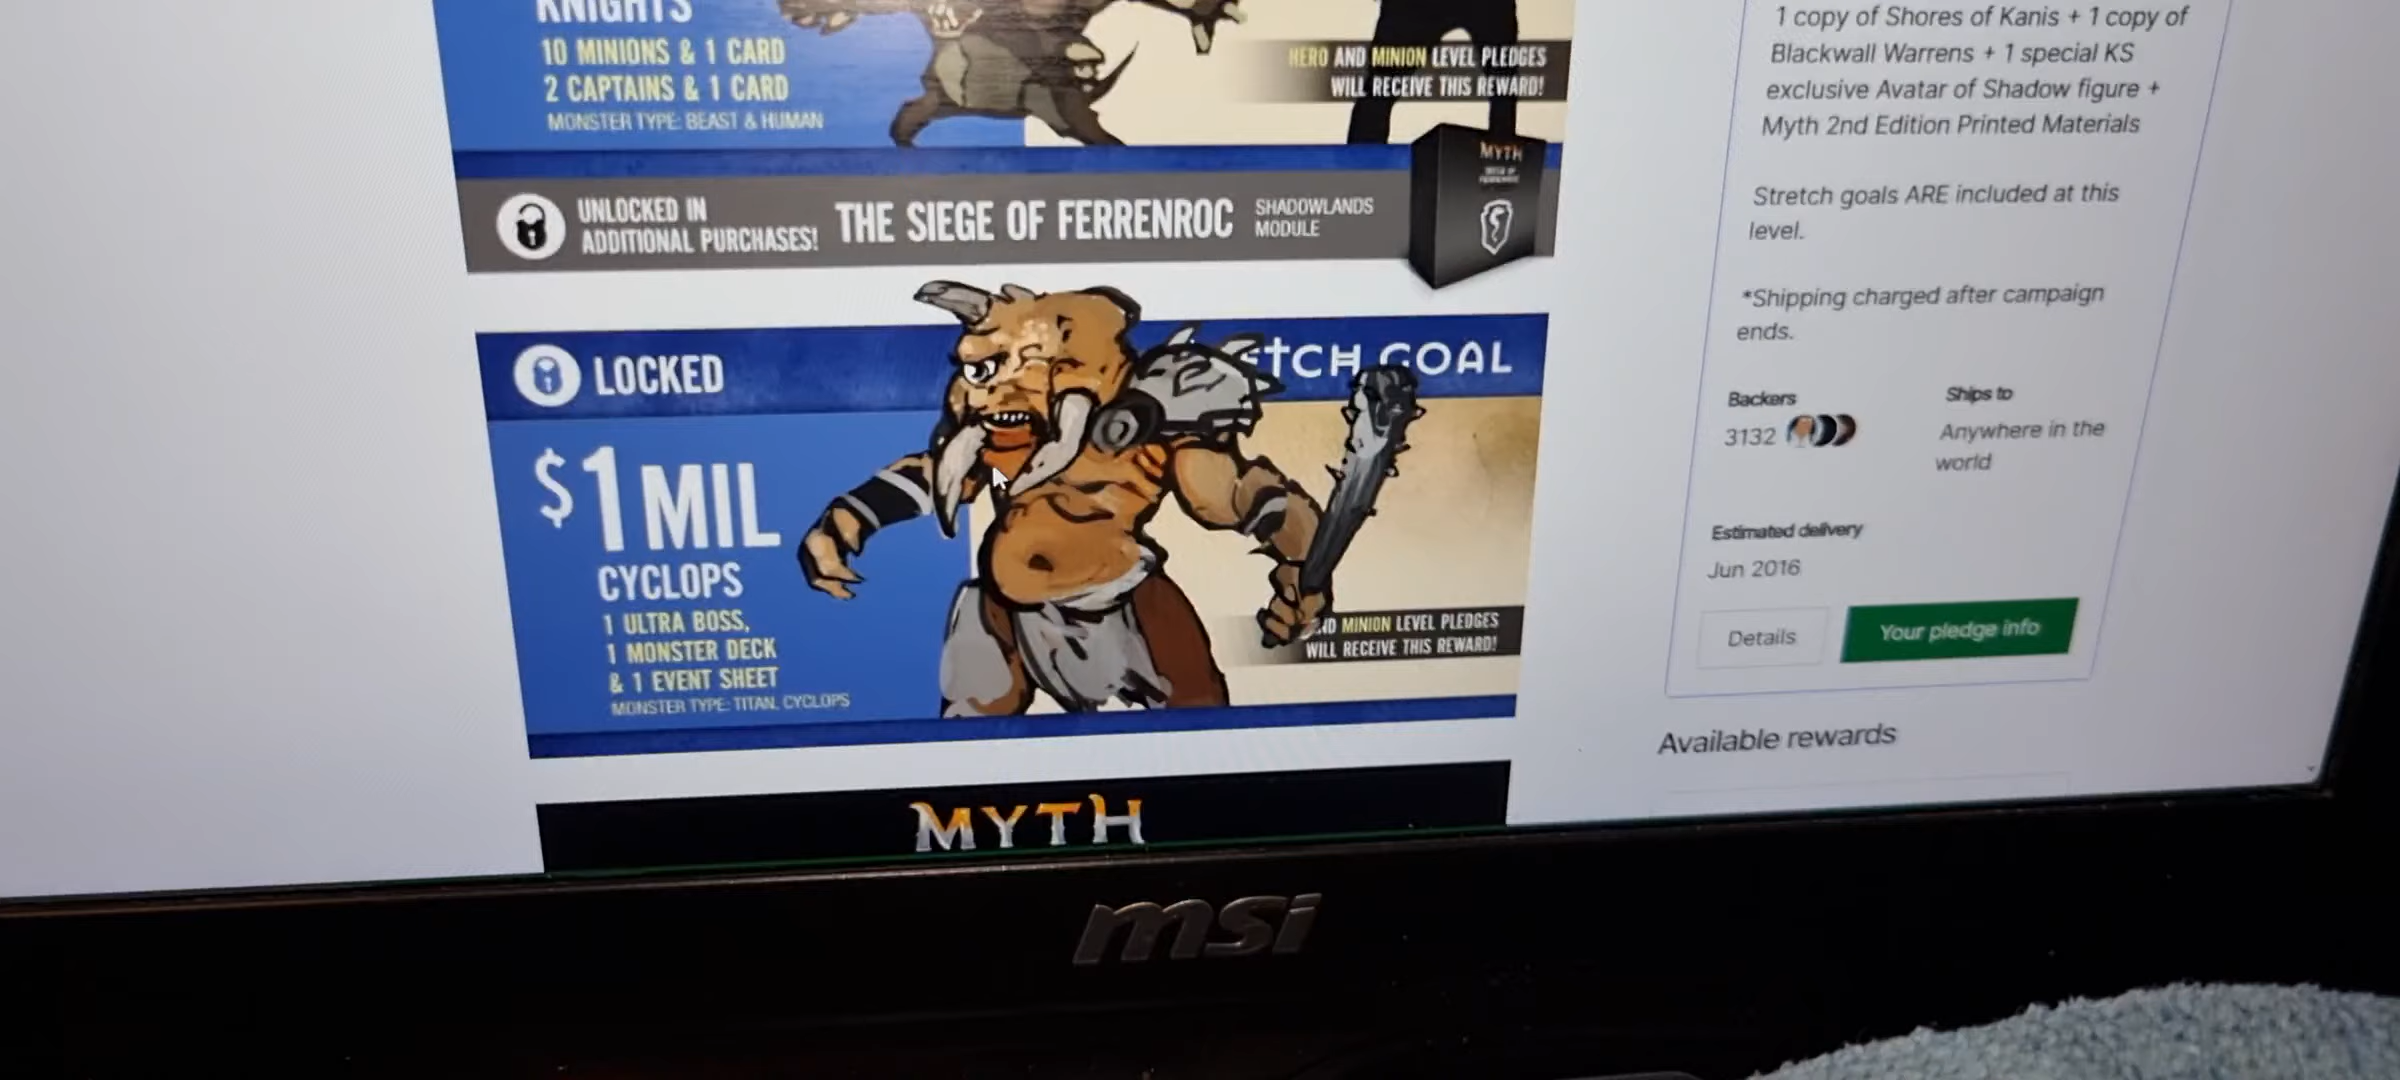 KNIGHTS
10 MINIONS & 1 CARD
2 CAPTAINS & 1 CARD
MONSTER TYPE: BEAST & HUMAN
HERO AND MINION LEVEL PLEDGES
WILL RECEIVE THIS REWARD!
UNLOCKED IN
ADDITIONAL PURCHASES!
THE SIEGE OF FERRENROC
SHADOWLANDS
MODULE
MYTH
LOCKED
TCH GOAL
$1 MIL
CYCLOPS
1 ULTRA BOSS,
1 MONSTER DECK
& 1 EVENT SHEET
MONSTER TYPE: TITAN, CYCLOPS
ND MINION LEVEL PLEDGES
WILL RECEIVE THIS REWARD!
MYTH
1 copy of Shores of Kanis + 1 copy of
Blackwall Warrens + 1 special KS
exclusive Avatar of Shadow figure +
Myth 2nd Edition Printed Materials
Stretch goals ARE included at this
level.
*Shipping charged after campaign
ends.
Backers
3132
Ships to
Anywhere in the
world
Estimated delivery
Jun 2016
Details
Your pledge info
Available rewards
msi